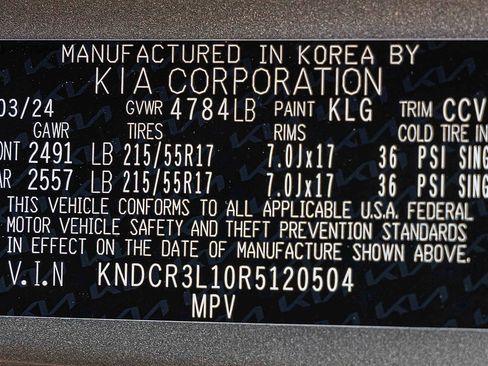 MANUFACTURED IN KOREA BY
KIA CORPORATION
03/24 GVWR 4784LB PAINT KLG TRIM CCV
GAWR TIRES RIMS COLD TIRE IN
ONT 2491 LB 215/55R17 7.0Jx17 36 PSI SING
AR 2557 LB 215/55R17 7.0Jx17 36 PSI SING
THIS VEHICLE CONFORMS TO ALL APPLICABLE U.S.A. FEDERAL
MOTOR VEHICLE SAFETY AND THEFT PREVENTION STANDARDS
IN EFFECT ON THE DATE OF MANUFACTURE SHOWN ABOVE.
V.I.N KNDCR3L10R5120504
MPV